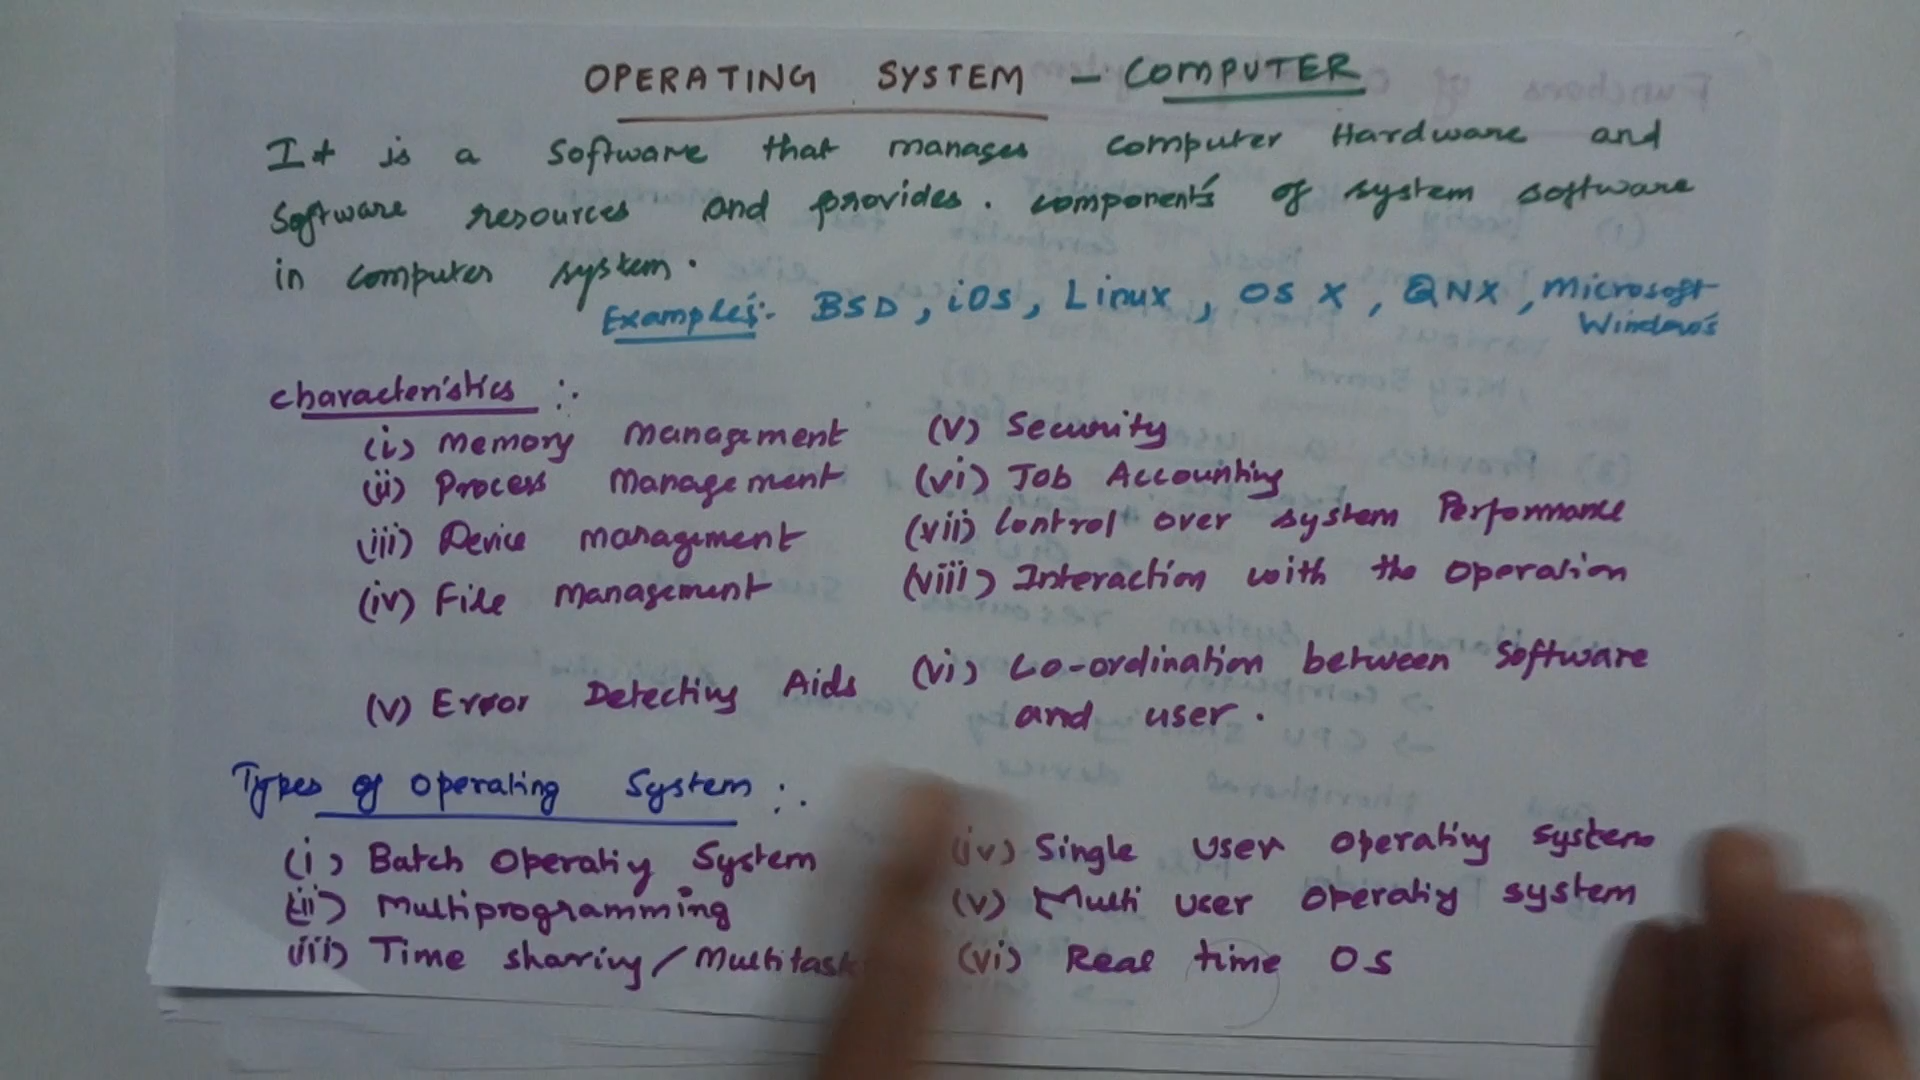 OPERATING SYSTEM - COMPUTER
It is a Software that manages computer Hardware and
Software resources and provides. components of system software
in computer system.
Examples:- BSD, iOS, Linux, OS X, QNX, Microsoft
Windows
characteristics :-
(i) Memory Management
(ii) Process Management
(iii) Device management
(iv) File Management
(v) Error Detecting Aids
(v) Security
(vi) Job Accounting
(vii) Control over system Performance
(viii) Interaction with the operation
(vi) Co-ordination between Software
and user.
Types of operating System :-
(i) Batch Operatiy System
(ii) Multiprogramming
(iii) Time sharing / Multitask
(iv) Single user operatiy system
(v) Multi user operatiy system
(vi) Real time OS